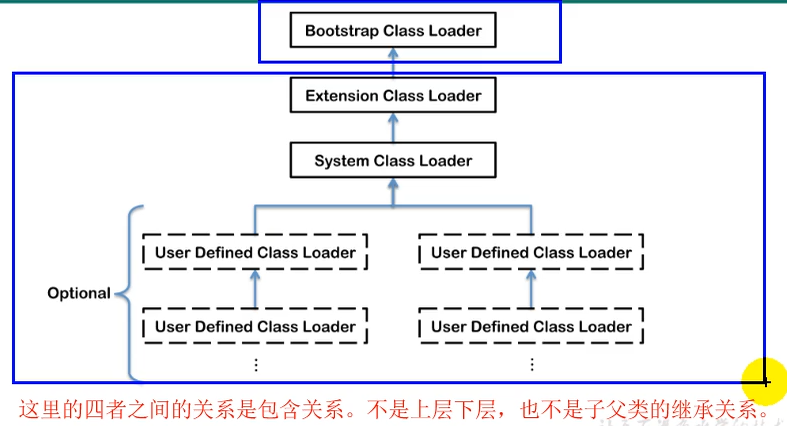 Bootstrap Class Loader
Extension Class Loader
System Class Loader
User Defined Class Loader User Defined Class Loader
Optional
User Defined Class Loader User Defined Class Loader
这里的四者之间的关系是包含关系。不是上层下层，也不是子父类的继承关系。